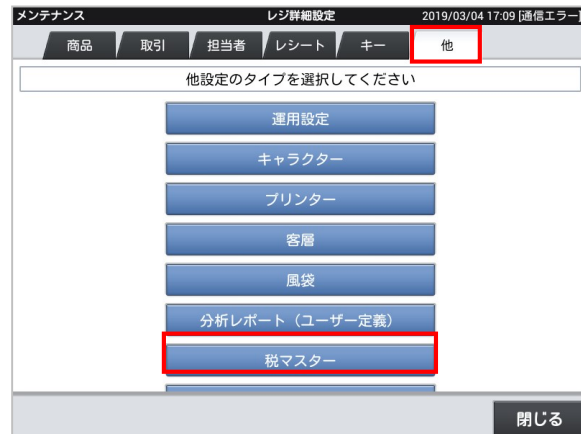 メンテナンス レジ詳細設定 2019/03/04 17:09 [通信エラー]
商品 取引 担当者 レシート キー 他
他設定のタイプを選択してください
運用設定
キャラクター
プリンター
客層
風袋
分析レポート（ユーザー定義）
税マスター
閉じる